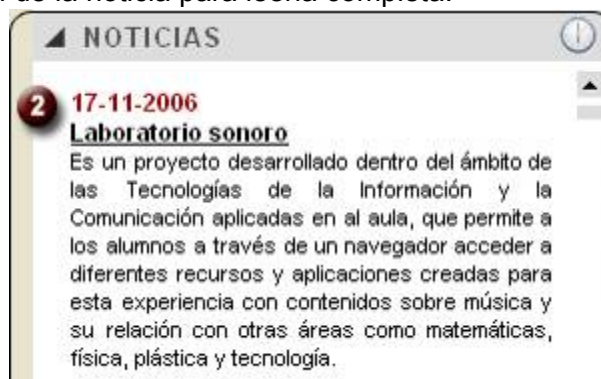 de la noticia para leerla completa.
NOTICIAS
2
17-11-2006
Laboratorio sonoro
Es un proyecto desarrollado dentro del ámbito de
las Tecnologías de la Información y la
Comunicación aplicadas en al aula, que permite a
los alumnos a través de un navegador acceder a
diferentes recursos y aplicaciones creadas para
esta experiencia con contenidos sobre música y
su relación con otras áreas como matemáticas,
física, plástica y tecnología.